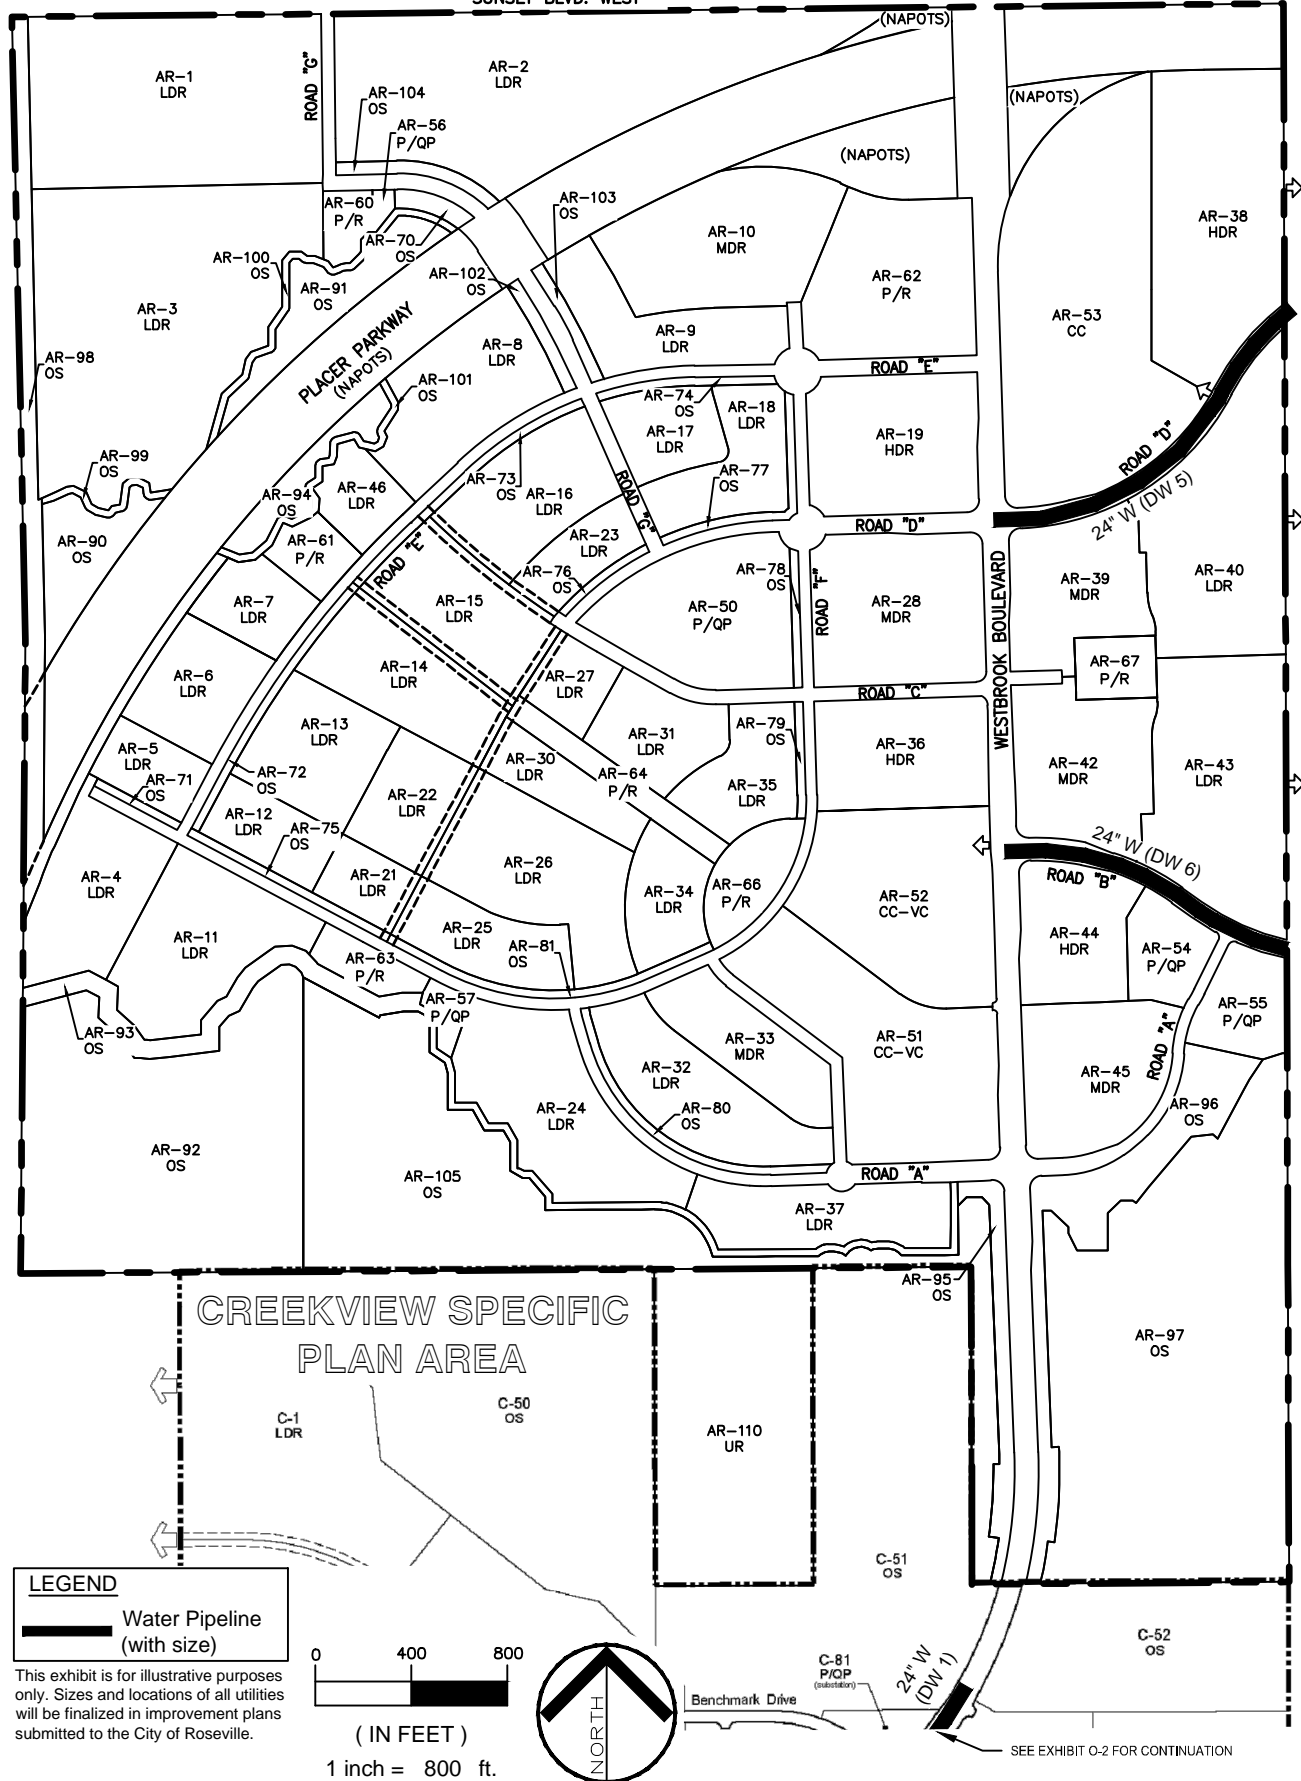 SUNSET BLVD. WEST
(NAPOTS)
AR-1
LDR
ROAD "G"
AR-2
LDR
AR-104
OS
AR-56
P/QP
(NAPOTS)
(NAPOTS)
AR-60
P/R
AR-103
OS
AR-38
HDR
AR-70
OS
AR-10
MDR
AR-100
OS
AR-91
OS
AR-102
OS
AR-62
P/R
AR-3
LDR
AR-53
CC
PLACER PARKWAY
(NAPOTS)
AR-8
LDR
AR-9
LDR
AR-98
OS
AR-101
OS
ROAD "E"
AR-74
OS
AR-18
LDR
AR-17
LDR
AR-19
HDR
ROAD "D"
AR-99
OS
AR-73
OS
AR-77
OS
AR-94
OS
AR-46
LDR
AR-16
LDR
ROAD "G"
24" W (DW 5)
AR-90
OS
AR-61
P/R
AR-23
LDR
ROAD "D"
ROAD "E"
AR-76
OS
AR-78
OS
AR-39
MDR
AR-40
LDR
AR-7
LDR
AR-15
LDR
AR-50
P/QP
ROAD "F"
AR-28
MDR
WESTBROOK BOULEVARD
AR-6
LDR
AR-14
LDR
AR-27
LDR
AR-67
P/R
ROAD "C"
AR-13
LDR
AR-31
LDR
AR-79
OS
AR-36
HDR
AR-5
LDR
AR-71
OS
AR-72
OS
AR-30
LDR
AR-64
P/R
AR-35
LDR
AR-42
MDR
AR-43
LDR
AR-22
LDR
AR-12
LDR
AR-75
OS
24" W (DW 6)
AR-4
LDR
AR-21
LDR
AR-26
LDR
AR-34
LDR
AR-66
P/R
AR-52
CC-VC
ROAD "B"
AR-11
LDR
AR-25
LDR
AR-44
HDR
AR-63
P/R
AR-81
OS
AR-54
P/QP
AR-57
P/QP
AR-55
P/QP
AR-93
OS
AR-33
MDR
AR-51
CC-VC
ROAD "A"
AR-32
LDR
AR-45
MDR
AR-24
LDR
AR-80
OS
AR-96
OS
AR-92
OS
AR-105
OS
ROAD "A"
AR-37
LDR
AR-95
OS
CREEKVIEW SPECIFIC
PLAN AREA
AR-97
OS
C-1
LDR
C-50
OS
AR-110
UR
C-51
OS
LEGEND
Water Pipeline
(with size)
This exhibit is for illustrative purposes
only. Sizes and locations of all utilities
will be finalized in improvement plans
submitted to the City of Roseville.
0 400 800
( IN FEET )
1 inch = 800 ft.
NORTH
C-52
OS
C-81
P/QP
(substation)
24" W
(DW 1)
Benchmark Drive
SEE EXHIBIT O-2 FOR CONTINUATION